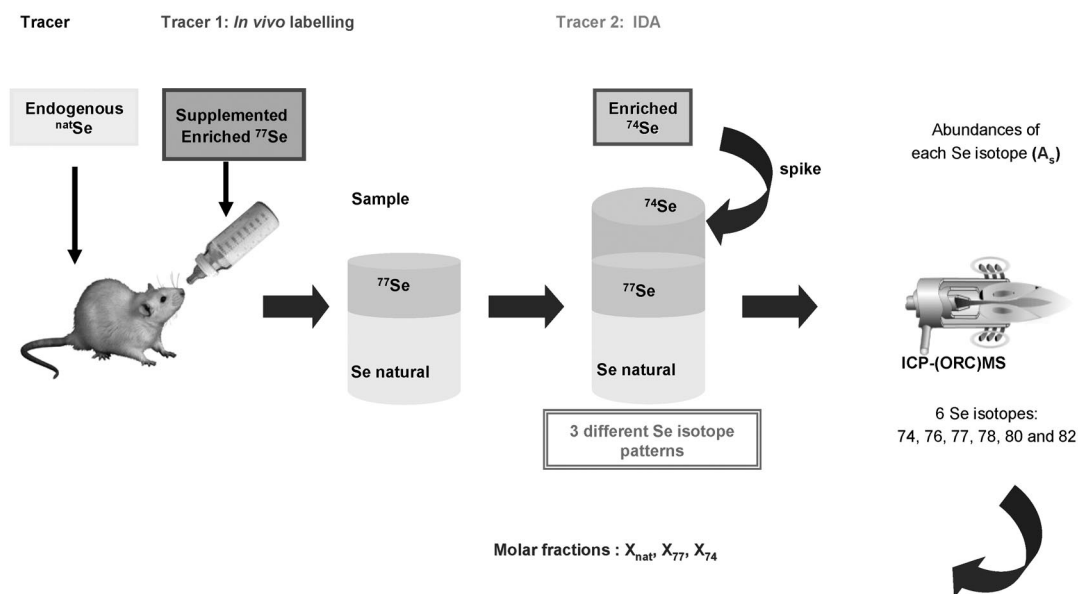 Tracer
Tracer 1: In vivo labelling
Tracer 2: IDA
Endogenous
natSe
Supplemented
Enriched 77Se
Enriched
74Se
spike
Abundances of
each Se isotope (As)
Sample
77Se
Se natural
74Se
77Se
Se natural
3 different Se isotope
patterns
ICP-(ORC)MS
6 Se isotopes:
74, 76, 77, 78, 80 and 82
Molar fractions : Xnat, X77, X74